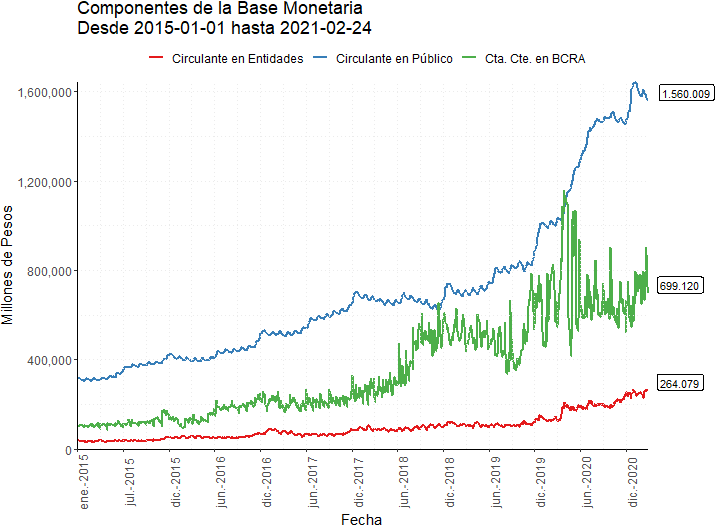 Componentes de la Base Monetaria
Desde 2015-01-01 hasta 2021-02-24
Circulante en Entidades Circulante en Público Cta. Cte. en BCRA
Millones de Pesos
1,600,000
1,200,000
800,000
400,000
0
1.560.009
699.120
264.079
ene.-2015
jul.-2015
dic.-2015
jun.-2016
dic.-2016
jun.-2017
dic.-2017
jun.-2018
dic.-2018
jun.-2019
dic.-2019
jun.-2020
dic.-2020
Fecha